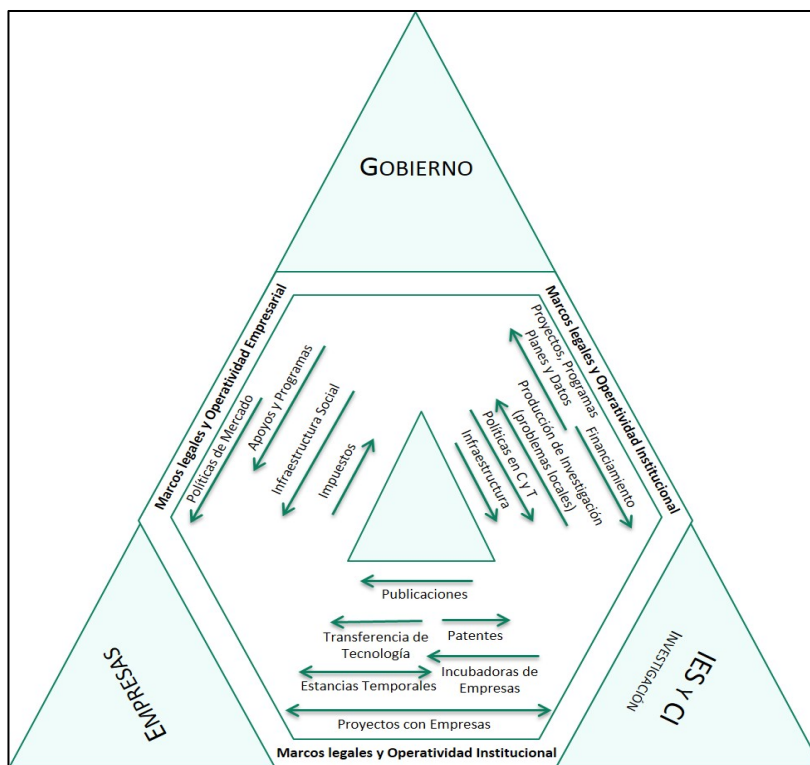 GOBIERNO
Marcos legales y Operatividad Empresarial
Políticas de Mercado
Apoyos y Programas
Infraestructura Social
Impuestos
Marcos legales y Operatividad Institucional
Proyectos, Programas
Planes y Datos
Financiamiento
Producción de Investigación
(problemas locales)
Políticas en C y T
Infraestructura
Publicaciones
Transferencia de
Tecnología
Patentes
Estancias Temporales
Incubadoras de
Empresas
Proyectos con Empresas
EMPRESAS
IES Y CI
INVESTIGACIÓN
Marcos legales y Operatividad Institucional